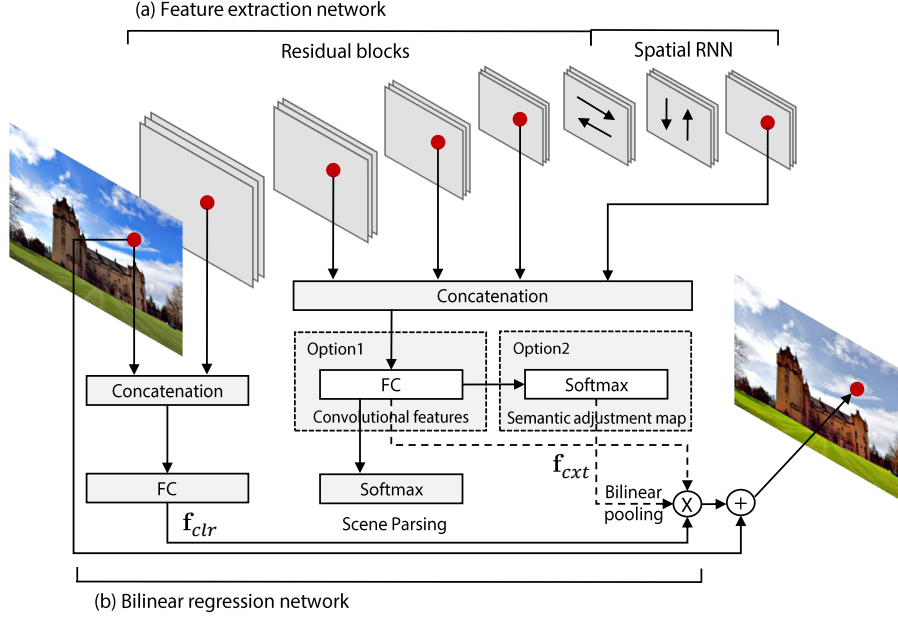 (a) Feature extraction network
Residual blocks
Spatial RNN
Concatenation
Option1
Option2
FC
Softmax
Concatenation
Convolutional features
Semantic adjustment map
f_cxt
FC
Softmax
Bilinear
pooling
X
+
f_clr
Scene Parsing
(b) Bilinear regression network